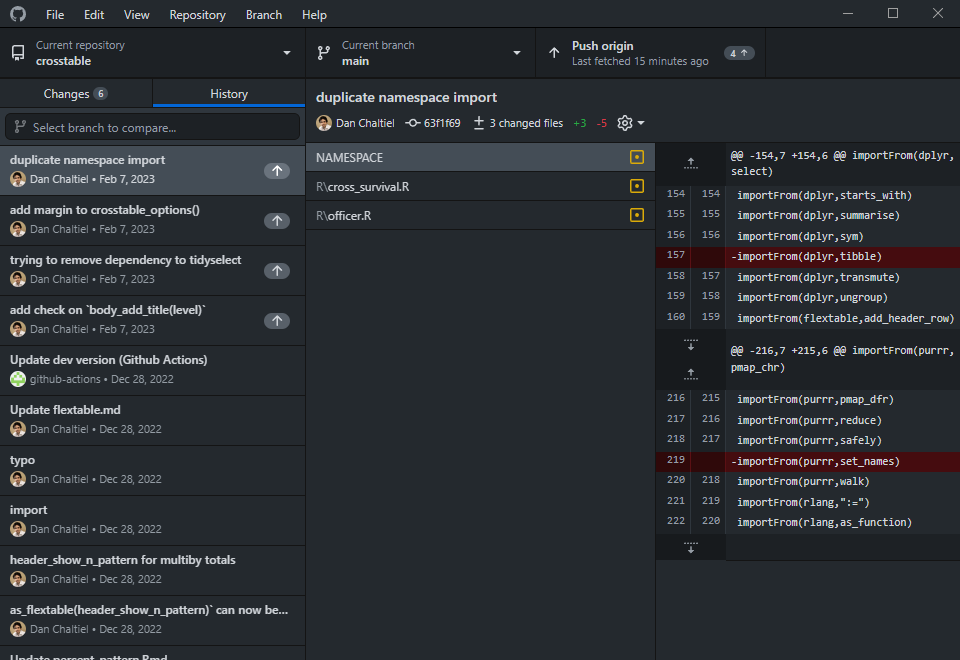 File Edit View Repository Branch Help
Current repository
crosstable
Current branch
main
Push origin
Last fetched 15 minutes ago
4
Changes 6
History
Select branch to compare...
duplicate namespace import
Dan Chaltiel • Feb 7, 2023
add margin to crosstable_options()
Dan Chaltiel • Feb 7, 2023
trying to remove dependency to tidyselect
Dan Chaltiel • Feb 7, 2023
add check on `body_add_title(level)`
Dan Chaltiel • Feb 7, 2023
Update dev version (Github Actions)
github-actions • Dec 28, 2022
Update flextable.md
Dan Chaltiel • Dec 28, 2022
typo
Dan Chaltiel • Dec 28, 2022
import
Dan Chaltiel • Dec 28, 2022
header_show_n_pattern for multiby totals
Dan Chaltiel • Dec 28, 2022
as_flextable(header_show_n_pattern)` can now be...
Dan Chaltiel • Dec 28, 2022
Update percent_pattern.Rmd
duplicate namespace import
Dan Chaltiel 63f1f69 3 changed files +3 -5
NAMESPACE
R\cross_survival.R
R\officer.R
@@ -154,7 +154,6 @@ importFrom(dplyr,
select)
154 154 importFrom(dplyr,starts_with)
155 155 importFrom(dplyr,summarise)
156 156 importFrom(dplyr,sym)
157 -importFrom(dplyr,tibble)
158 157 importFrom(dplyr,transmute)
159 158 importFrom(dplyr,ungroup)
160 159 importFrom(flextable,add_header_row)
@@ -216,7 +215,6 @@ importFrom(purrr,
pmap_chr)
216 215 importFrom(purrr,pmap_dfr)
217 216 importFrom(purrr,reduce)
218 217 importFrom(purrr,safely)
219 -importFrom(purrr,set_names)
220 218 importFrom(purrr,walk)
221 219 importFrom(rlang,":=")
222 220 importFrom(rlang,as_function)